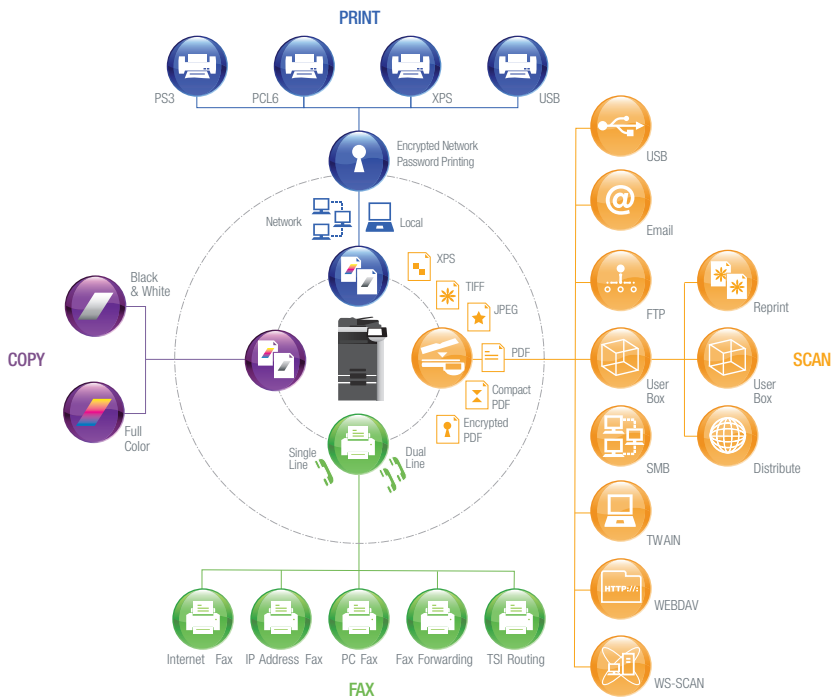 PRINT
PS3
PCL6
XPS
USB
Encrypted Network
Password Printing
Network
Local
XPS
TIFF
JPEG
PDF
Compact
PDF
Encrypted
PDF
Black
& White
COPY
Full
Color
Single
Line
Dual
Line
Internet Fax
IP Address Fax
PC Fax
Fax Forwarding
TSI Routing
FAX
USB
@
Email
FTP
Reprint
User
Box
User
Box
SCAN
SMB
Distribute
TWAIN
HTTP://:
WEBDAV
WS-SCAN